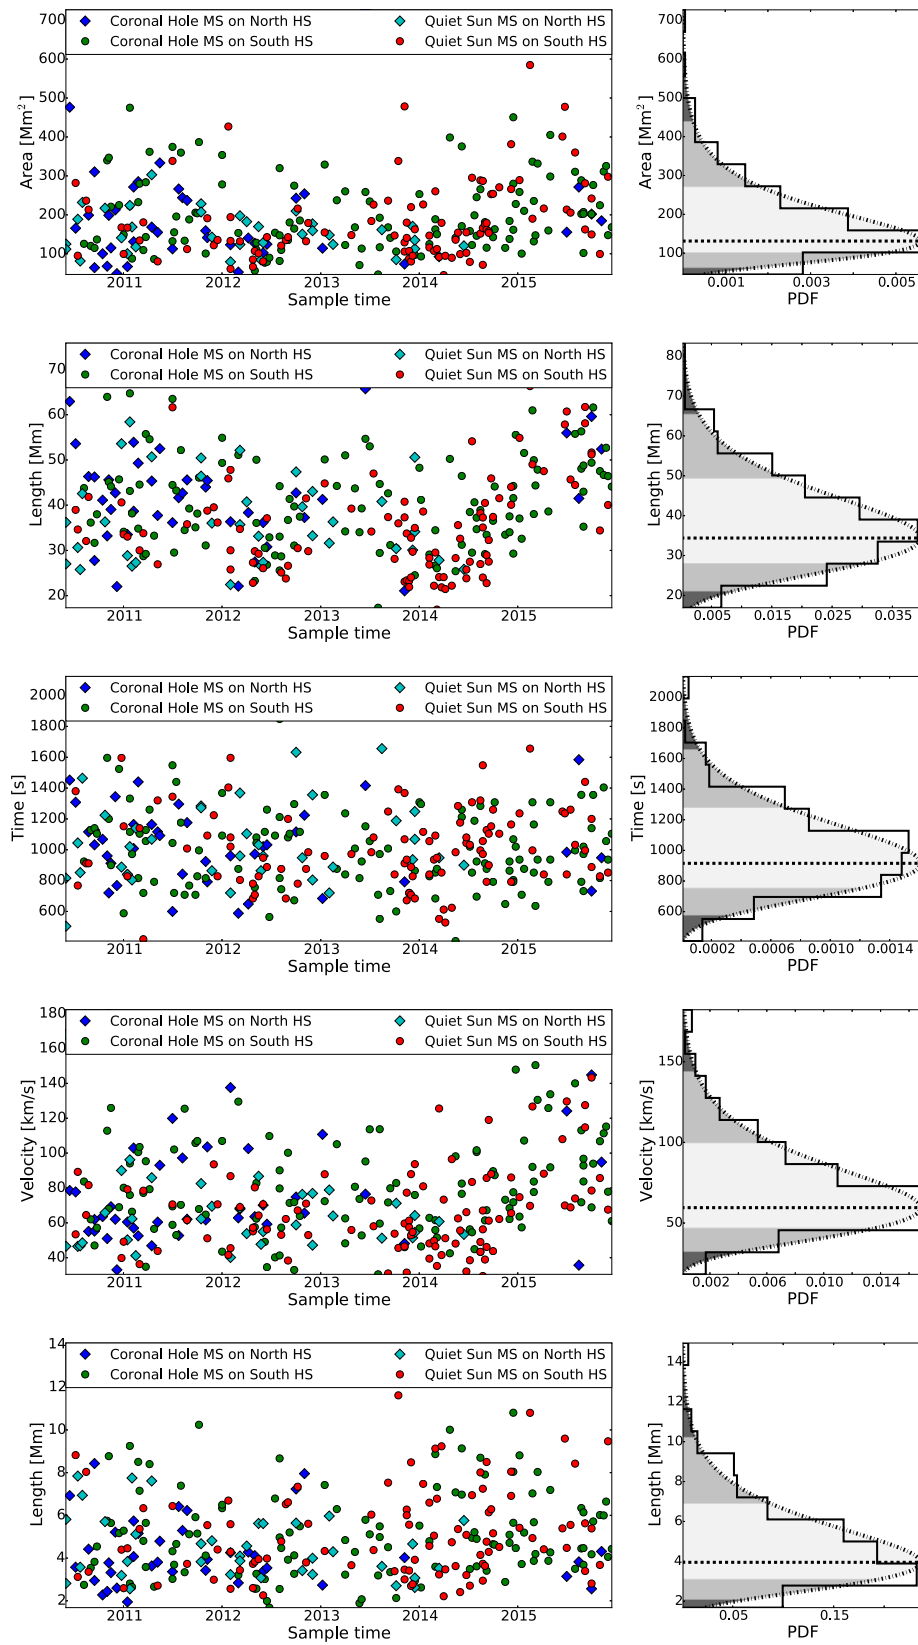 Coronal Hole MS on North HS
Quiet Sun MS on North HS
Coronal Hole MS on South HS
Quiet Sun MS on South HS
700
600
500
400
300
200
100
Area [Mm²]
2011 2012 2013 2014 2015
Sample time
600
500
400
300
200
100
Area [Mm²]
0.001 0.003 0.005
PDF
Coronal Hole MS on North HS
Quiet Sun MS on North HS
Coronal Hole MS on South HS
Quiet Sun MS on South HS
70
60
50
40
30
20
Length [Mm]
2011 2012 2013 2014 2015
Sample time
80
70
60
50
40
30
20
Length [Mm]
0.005 0.015 0.025 0.035
PDF
Coronal Hole MS on North HS
Quiet Sun MS on North HS
Coronal Hole MS on South HS
Quiet Sun MS on South HS
2000
1800
1600
1400
1200
1000
800
600
Time [s]
2011 2012 2013 2014 2015
Sample time
2000
1800
1600
1400
1200
1000
800
600
Time [s]
0.0002 0.0006 0.0010 0.0014
PDF
Coronal Hole MS on North HS
Quiet Sun MS on North HS
Coronal Hole MS on South HS
Quiet Sun MS on South HS
180
160
140
120
100
80
60
40
Velocity [km/s]
2011 2012 2013 2014 2015
Sample time
150
100
50
Velocity [km/s]
0.002 0.006 0.010 0.014
PDF
Coronal Hole MS on North HS
Quiet Sun MS on North HS
Coronal Hole MS on South HS
Quiet Sun MS on South HS
14
12
10
8
6
4
2
Length [Mm]
2011 2012 2013 2014 2015
Sample time
14
12
10
8
6
4
2
Length [Mm]
0.05 0.15
PDF